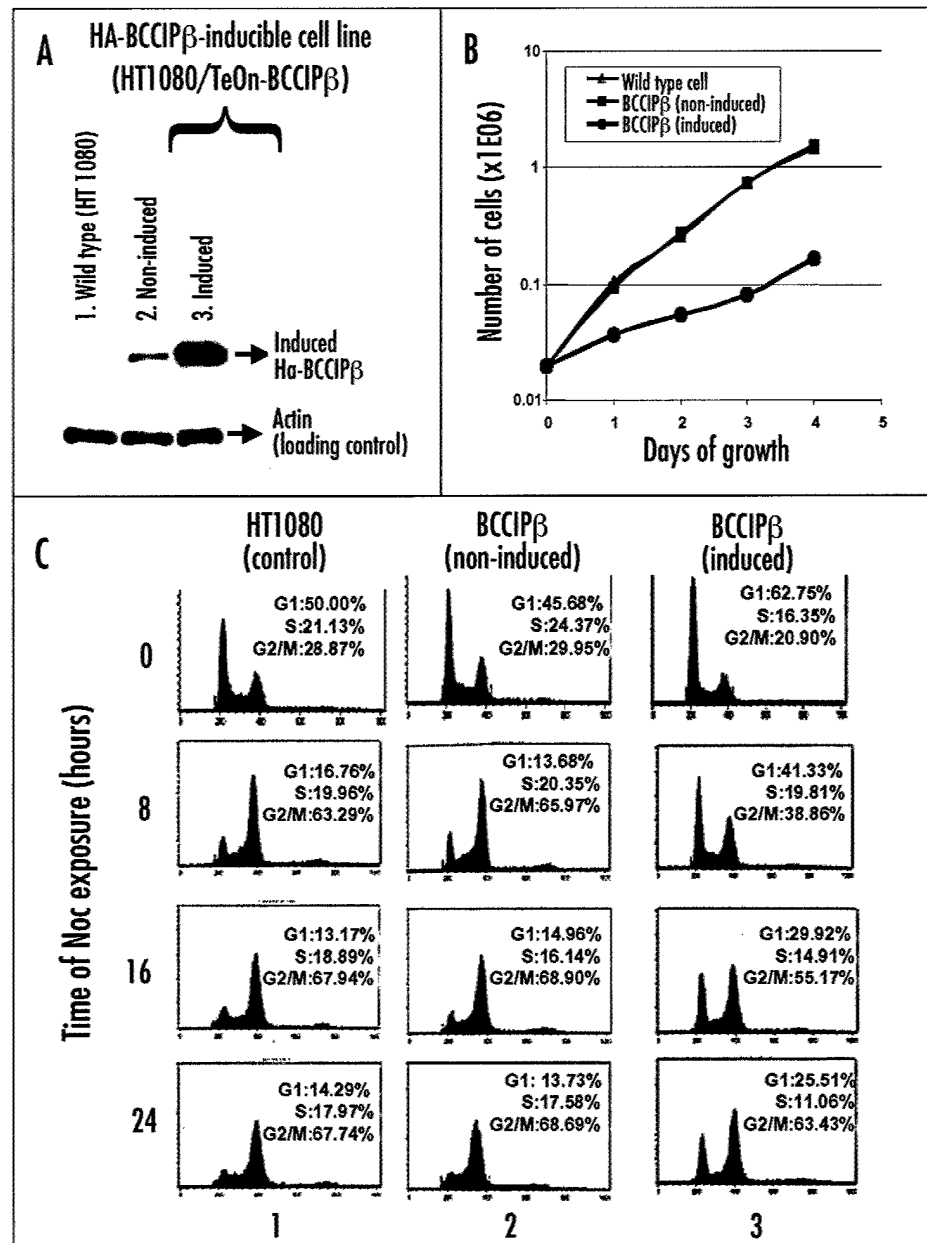 A
HA-BCCIPβ-inducible cell line
(HT1080/TeOn-BCCIPβ)
1. Wild type (HT 1080)
2. Non-induced
3. Induced
Induced
Ha-BCCIPβ
Actin
(loading control)
B
10
1
0.1
0.01
Number of cells (x1E06)
Wild type cell
BCCIPβ (non-induced)
BCCIPβ (induced)
0 1 2 3 4 5
Days of growth
C
HT1080
(control)
BCCIPβ
(non-induced)
BCCIPβ
(induced)
Time of Noc exposure (hours)
0
G1:50.00%
S:21.13%
G2/M:28.87%
G1:45.68%
S:24.37%
G2/M:29.95%
G1:62.75%
S:16.35%
G2/M:20.90%
8
G1:16.76%
S:19.96%
G2/M:63.29%
G1:13.68%
S:20.35%
G2/M:65.97%
G1:41.33%
S:19.81%
G2/M:38.86%
16
G1:13.17%
S:18.89%
G2/M:67.94%
G1:14.96%
S:16.14%
G2/M:68.90%
G1:29.92%
S:14.91%
G2/M:55.17%
24
G1:14.29%
S:17.97%
G2/M:67.74%
G1: 13.73%
S:17.58%
G2/M:68.69%
G1:25.51%
S:11.06%
G2/M:63.43%
1
2
3